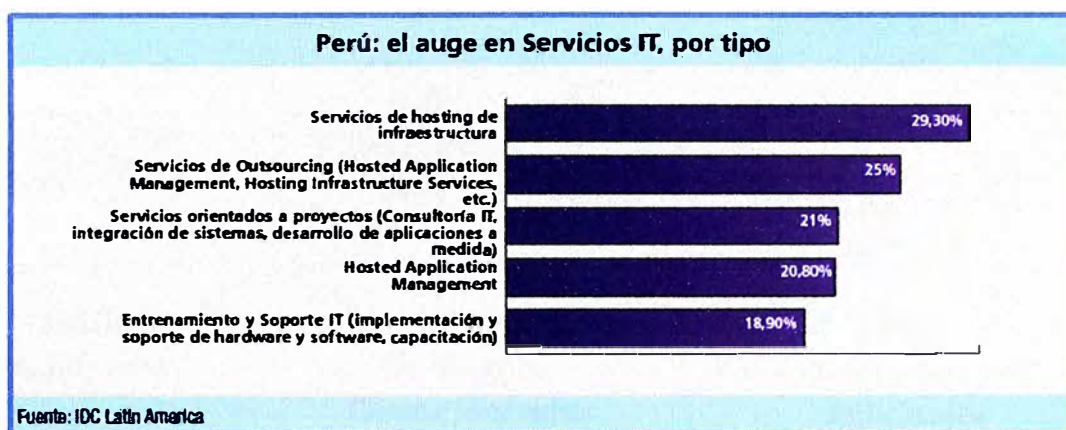 Perú: el auge en Servicios IT, por tipo
Servicios de hosting de
infraestructura
29,30%
Servicios de Outsourcing (Hosted Application
Management, Hosting Infrastructure Services,
etc.)
25%
Servicios orientados a proyectos (Consultoría IT,
integración de sistemas, desarrollo de aplicaciones a
medida)
21%
Hosted Application
Management
20,80%
Entrenamiento y Soporte IT (implementación y
soporte de hardware y software, capacitación)
18,90%
Fuente: IDC Latin America